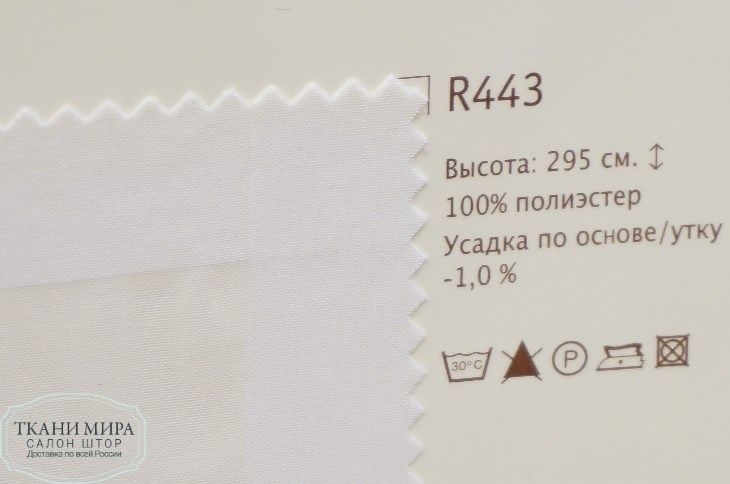 R443
Высота: 295 см.
100% полиэстер
Усадка по основе/утку
-1,0 %
30°C
P
ТКАНИ МИРА
САЛОН ШТОР
Доставка по всей России